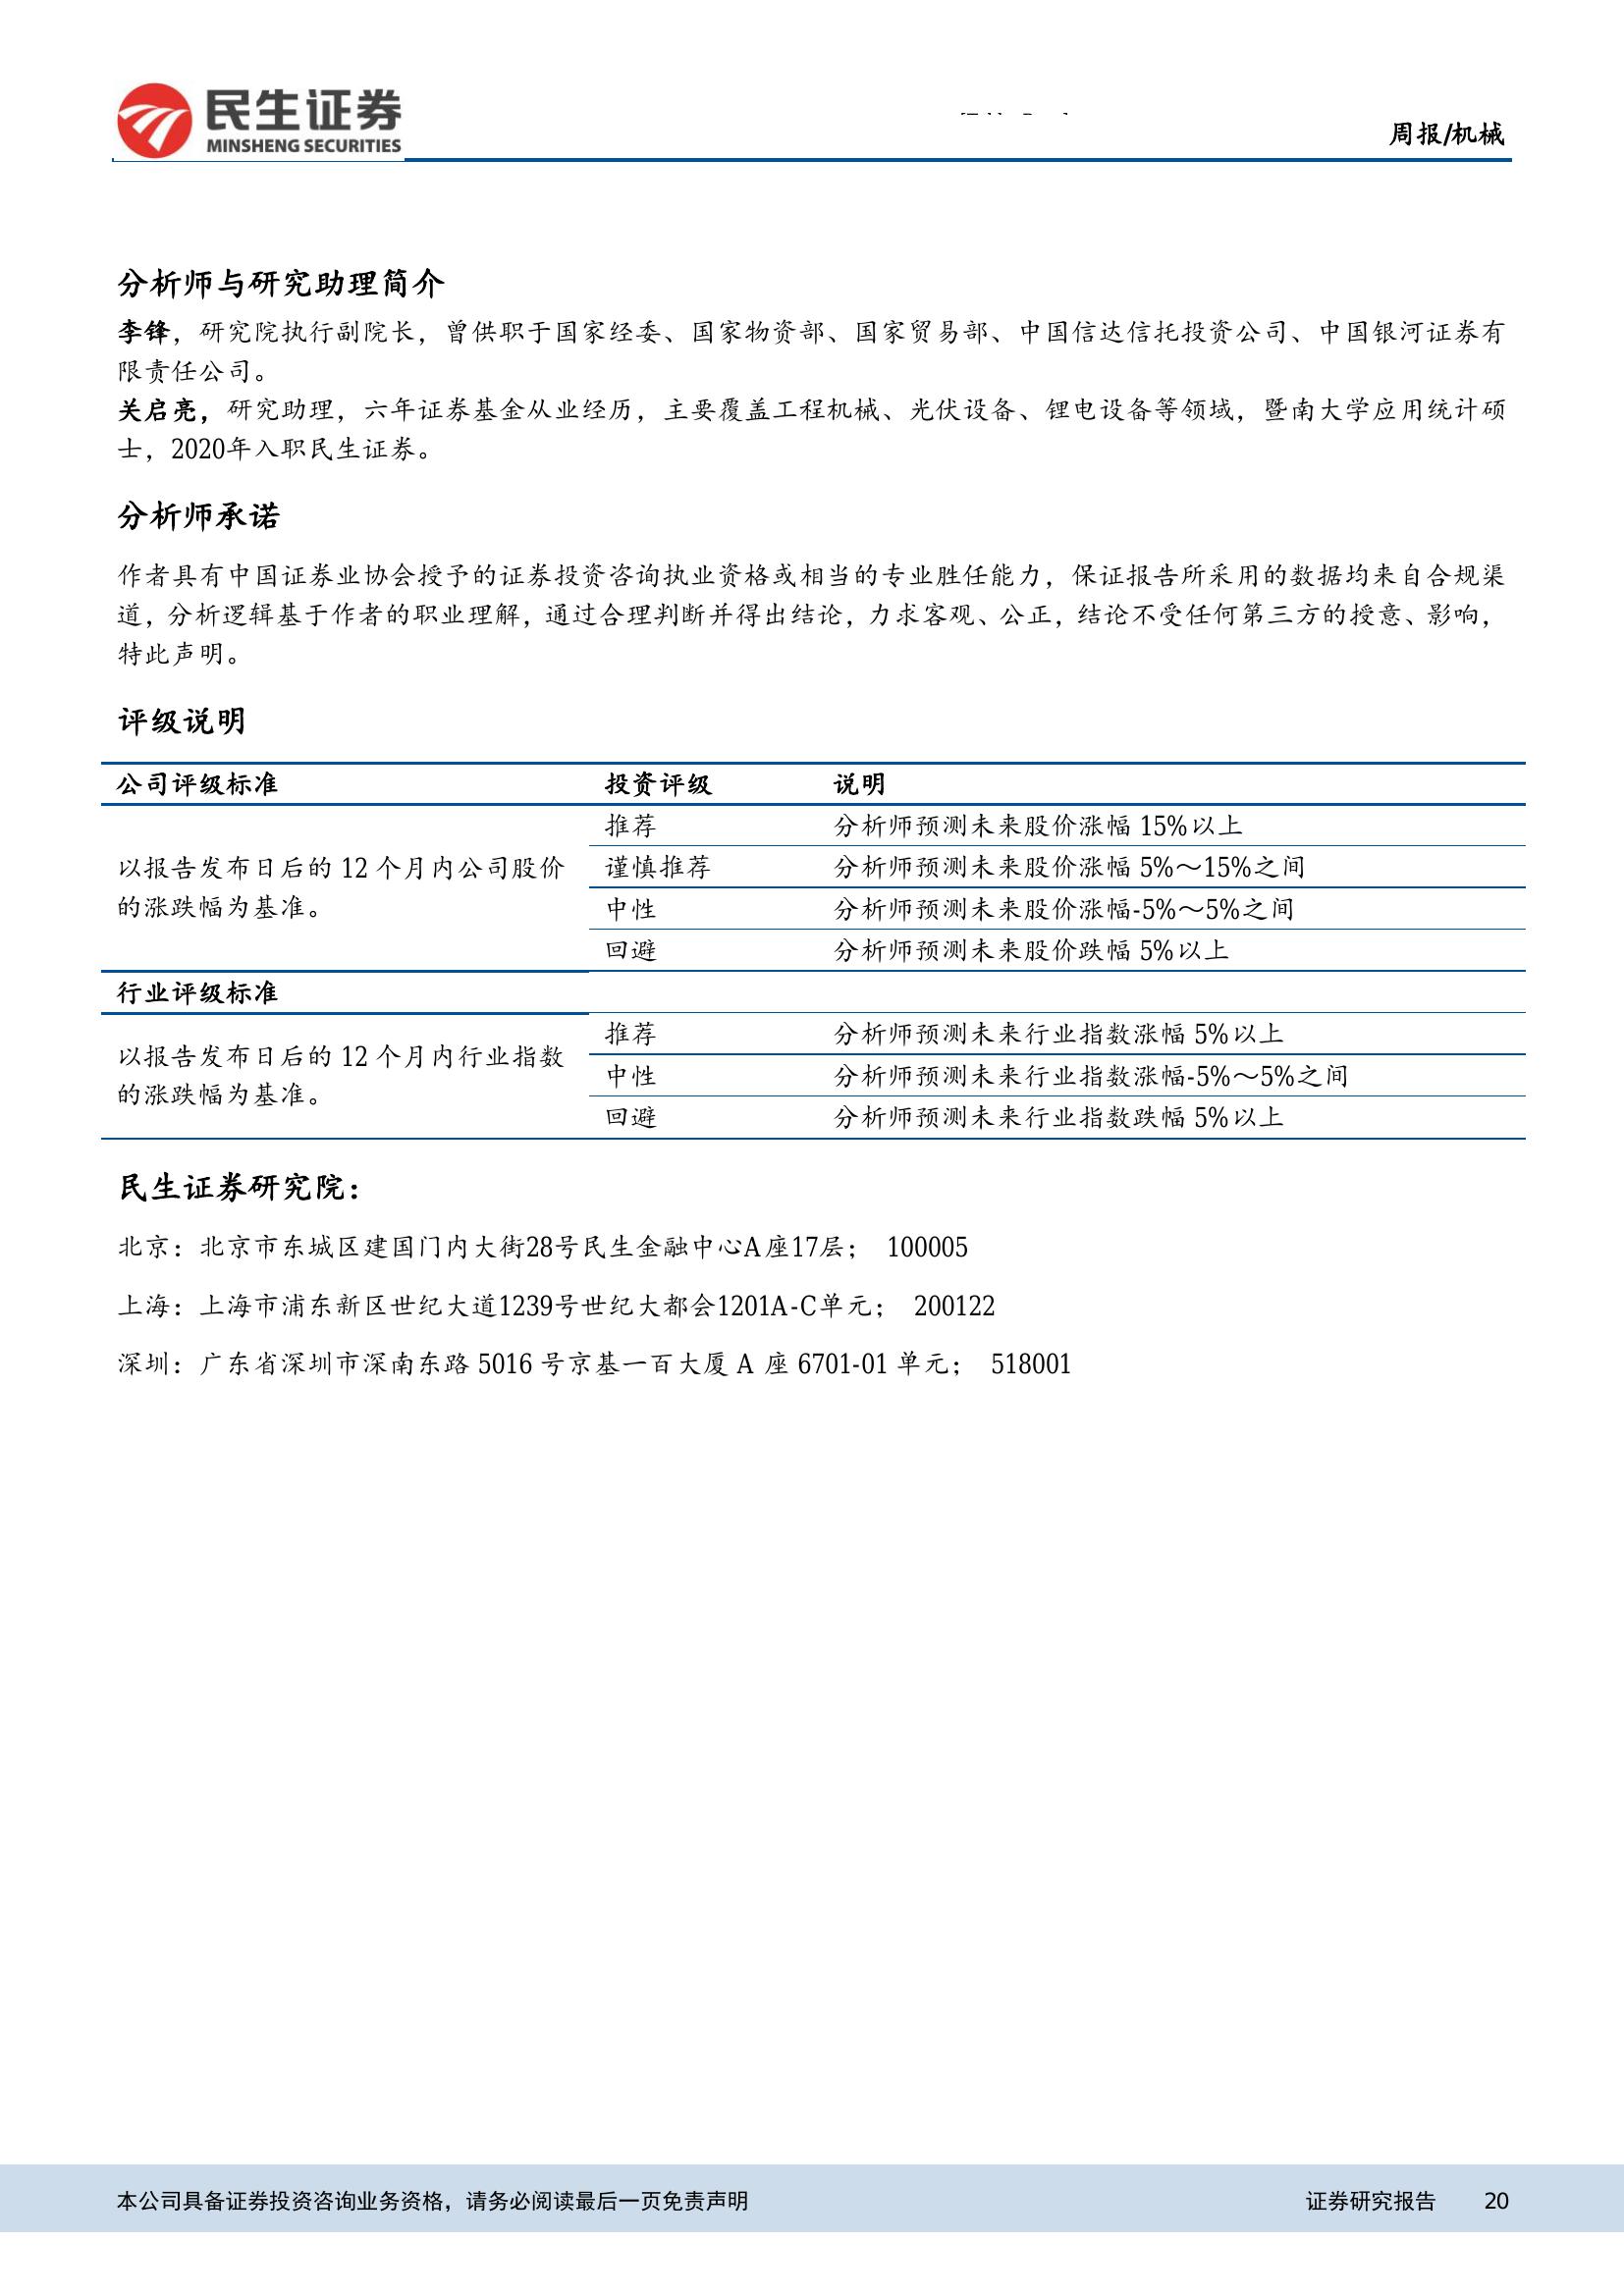 民生证券
MINSHENG SECURITIES
周报/机械
分析师与研究助理简介
李锋，研究院执行副院长，曾供职于国家经委、国家物资部、国家贸易部、中国信达信托投资公司、中国银河证券有
限责任公司。
关启亮，研究助理，六年证券基金从业经历，主要覆盖工程机械、光伏设备、锂电设备等领域，暨南大学应用统计硕
士，2020年入职民生证券。
分析师承诺
作者具有中国证券业协会授予的证券投资咨询执业资格或相当的专业胜任能力，保证报告所采用的数据均来自合规渠
道，分析逻辑基于作者的职业理解，通过合理判断并得出结论，力求客观、公正，结论不受任何第三方的授意、影响，
特此声明。
评级说明
公司评级标准 投资评级 说明
以报告发布日后的 12 个月内公司股价
的涨跌幅为基准。
推荐 分析师预测未来股价涨幅 15%以上
谨慎推荐 分析师预测未来股价涨幅 5%～15%之间
中性 分析师预测未来股价涨幅-5%～5%之间
回避 分析师预测未来股价跌幅 5%以上
行业评级标准
以报告发布日后的 12 个月内行业指数
的涨跌幅为基准。
推荐 分析师预测未来行业指数涨幅 5%以上
中性 分析师预测未来行业指数涨幅-5%～5%之间
回避 分析师预测未来行业指数跌幅 5%以上
民生证券研究院：
北京：北京市东城区建国门内大街28号民生金融中心A座17层； 100005
上海：上海市浦东新区世纪大道1239号世纪大都会1201A-C单元； 200122
深圳：广东省深圳市深南东路 5016 号京基一百大厦 A 座 6701-01 单元； 518001
本公司具备证券投资咨询业务资格，请务必阅读最后一页免责声明 证券研究报告 20